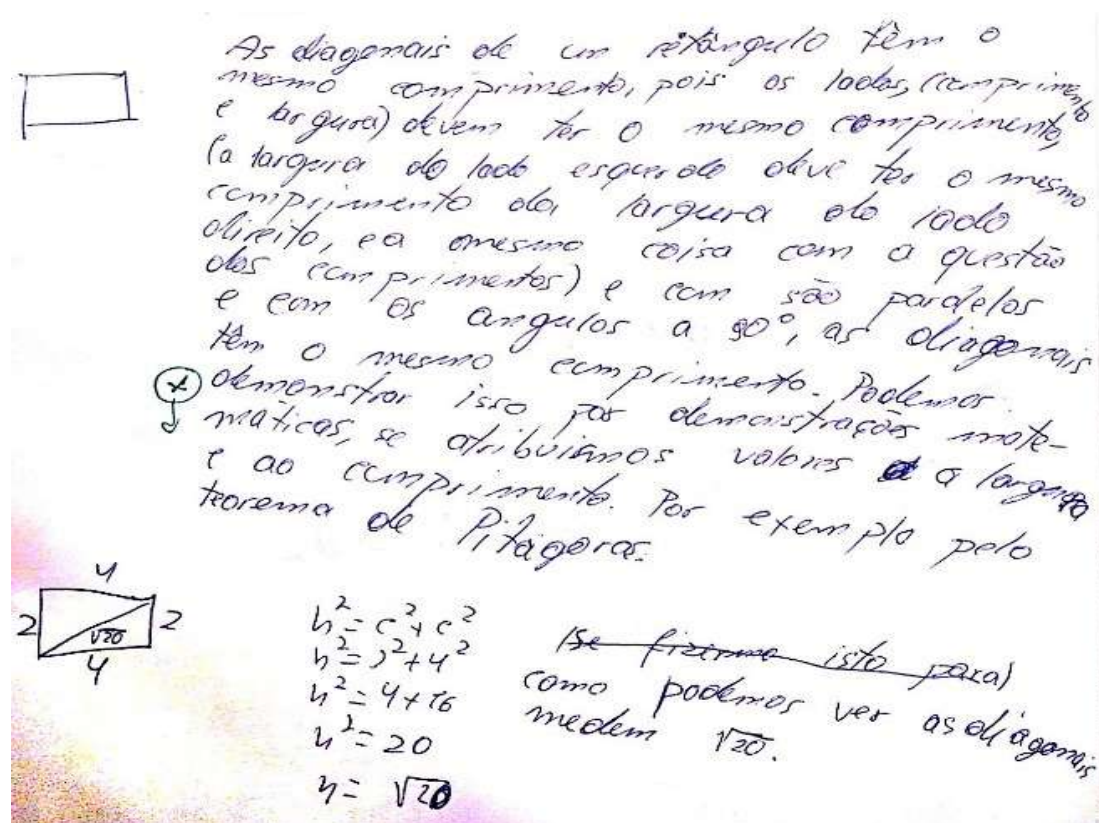 As diagonais de um retângulo têm o
mesmo comprimento, pois os lados, (comprimento
e largura) devem ter o mesmo comprimento,
(a largura do lado esquerdo deve ter o mesmo
comprimento da largura do lado
direito, e a mesma coisa com a questão
dos comprimentos) e com são paralelos
e com os angulos a 90°, as diagonais
têm o mesmo comprimento. Podemos
demonstrar isso por demonstrações mate-
máticas, se atribuirmos valores a largura
e ao comprimento. Por exemplo pelo
teorema de Pitágoras.
4
2 √20 2
4
h² = c² + c²
h² = 2² + 4²
h² = 4 + 16
h² = 20
h = √20
(Se fizermos isto para)
como podemos ver as diagonais
medem √20.